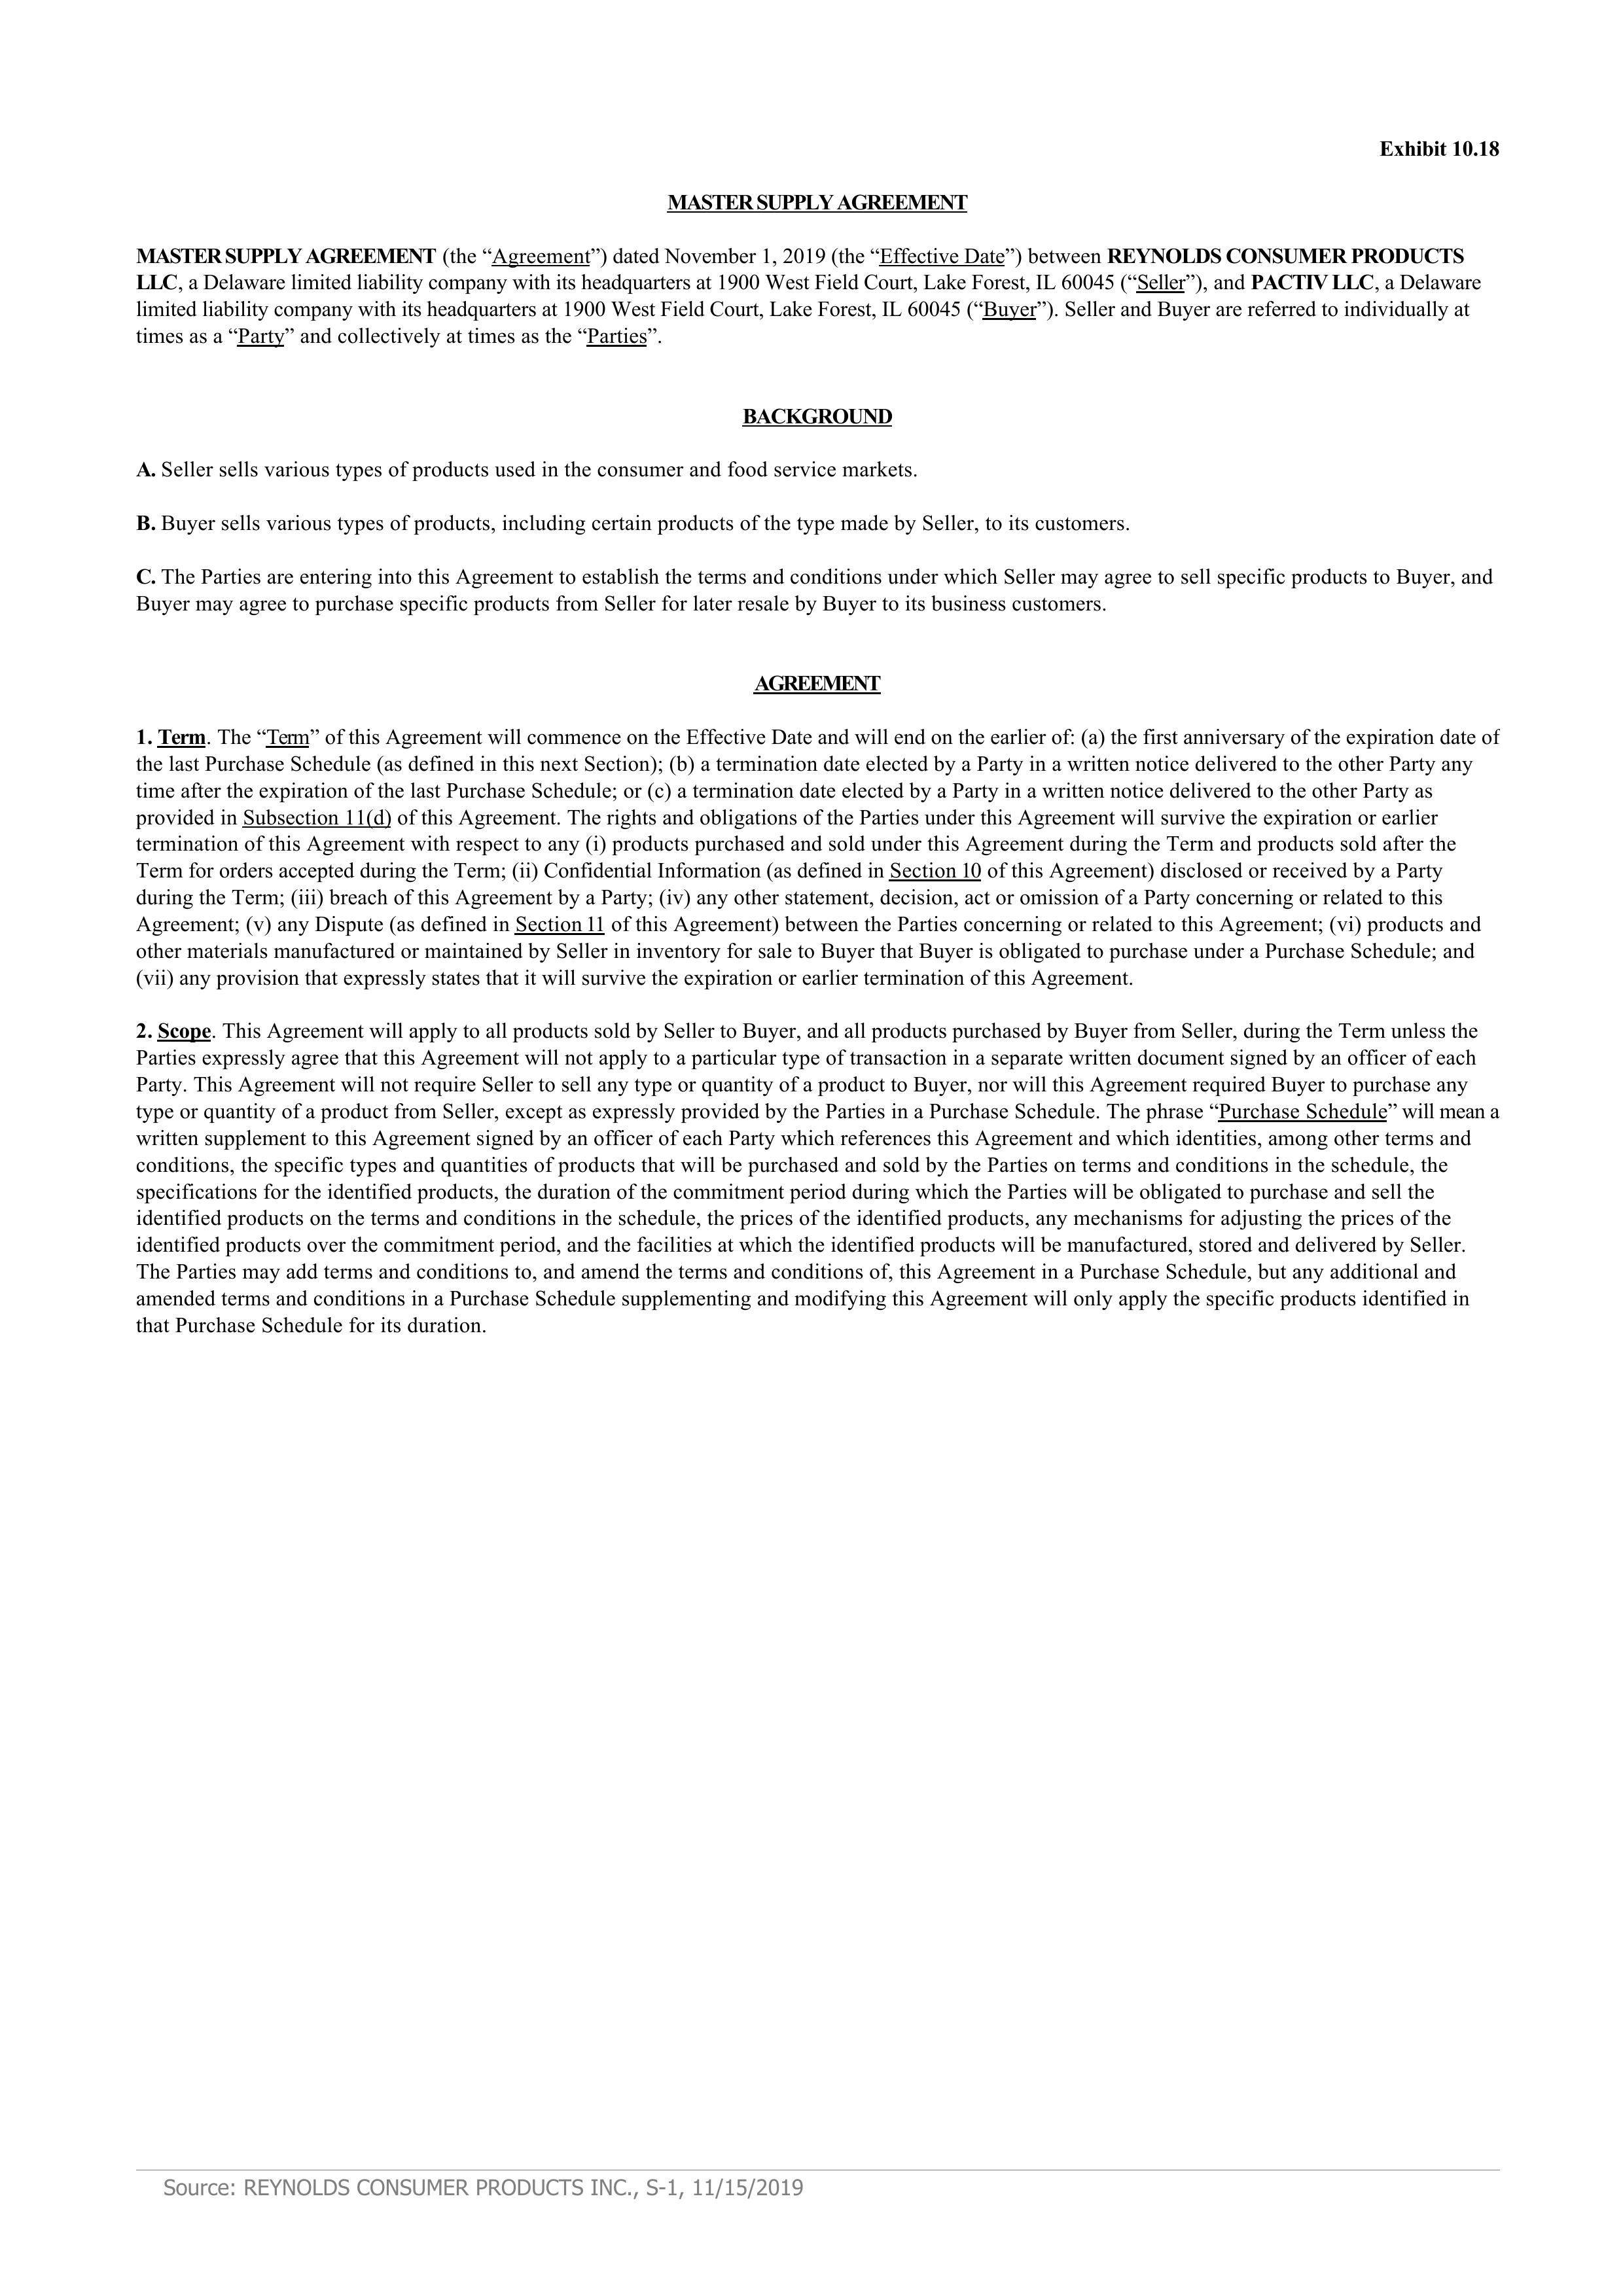 Exhibit 10.18
MASTER SUPPLY AGREEMENT
MASTER SUPPLY AGREEMENT (the “Agreement”) dated November 1, 2019 (the “Effective Date”) between REYNOLDS CONSUMER PRODUCTS
LLC, a Delaware limited liability company with its headquarters at 1900 West Field Court, Lake Forest, IL 60045 (“Seller”), and PACTIV LLC, a Delaware
limited liability company with its headquarters at 1900 West Field Court, Lake Forest, IL 60045 (“Buyer”). Seller and Buyer are referred to individually at
times as a “Party” and collectively at times as the “Parties”.
BACKGROUND
A. Seller sells various types of products used in the consumer and food service markets.
B. Buyer sells various types of products, including certain products of the type made by Seller, to its customers.
C. The Parties are entering into this Agreement to establish the terms and conditions under which Seller may agree to sell specific products to Buyer, and
Buyer may agree to purchase specific products from Seller for later resale by Buyer to its business customers.
AGREEMENT
1. Term. The “Term” of this Agreement will commence on the Effective Date and will end on the earlier of: (a) the first anniversary of the expiration date of
the last Purchase Schedule (as defined in this next Section); (b) a termination date elected by a Party in a written notice delivered to the other Party any
time after the expiration of the last Purchase Schedule; or (c) a termination date elected by a Party in a written notice delivered to the other Party as
provided in Subsection 11(d) of this Agreement. The rights and obligations of the Parties under this Agreement will survive the expiration or earlier
termination of this Agreement with respect to any (i) products purchased and sold under this Agreement during the Term and products sold after the
Term for orders accepted during the Term; (ii) Confidential Information (as defined in Section 10 of this Agreement) disclosed or received by a Party
during the Term; (iii) breach of this Agreement by a Party; (iv) any other statement, decision, act or omission of a Party concerning or related to this
Agreement; (v) any Dispute (as defined in Section 11 of this Agreement) between the Parties concerning or related to this Agreement; (vi) products and
other materials manufactured or maintained by Seller in inventory for sale to Buyer that Buyer is obligated to purchase under a Purchase Schedule; and
(vii) any provision that expressly states that it will survive the expiration or earlier termination of this Agreement.
2. Scope. This Agreement will apply to all products sold by Seller to Buyer, and all products purchased by Buyer from Seller, during the Term unless the
Parties expressly agree that this Agreement will not apply to a particular type of transaction in a separate written document signed by an officer of each
Party. This Agreement will not require Seller to sell any type or quantity of a product to Buyer, nor will this Agreement required Buyer to purchase any
type or quantity of a product from Seller, except as expressly provided by the Parties in a Purchase Schedule. The phrase “Purchase Schedule” will mean a
written supplement to this Agreement signed by an officer of each Party which references this Agreement and which identities, among other terms and
conditions, the specific types and quantities of products that will be purchased and sold by the Parties on terms and conditions in the schedule, the
specifications for the identified products, the duration of the commitment period during which the Parties will be obligated to purchase and sell the
identified products on the terms and conditions in the schedule, the prices of the identified products, any mechanisms for adjusting the prices of the
identified products over the commitment period, and the facilities at which the identified products will be manufactured, stored and delivered by Seller.
The Parties may add terms and conditions to, and amend the terms and conditions of, this Agreement in a Purchase Schedule, but any additional and
amended terms and conditions in a Purchase Schedule supplementing and modifying this Agreement will only apply the specific products identified in
that Purchase Schedule for its duration.
Source: REYNOLDS CONSUMER PRODUCTS INC., S-1, 11/15/2019